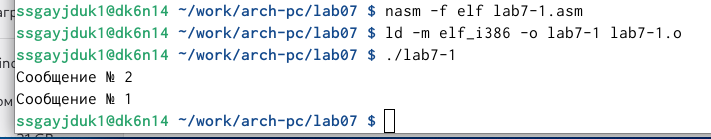 ssgayjduk1@dk6n14 ~/work/arch-pc/lab07 $ nasm -f elf lab7-1.asm
ssgayjduk1@dk6n14 ~/work/arch-pc/lab07 $ ld -m elf_i386 -o lab7-1 lab7-1.o
ssgayjduk1@dk6n14 ~/work/arch-pc/lab07 $ ./lab7-1
Сообщение № 2
Сообщение № 1
ssgayjduk1@dk6n14 ~/work/arch-pc/lab07 $